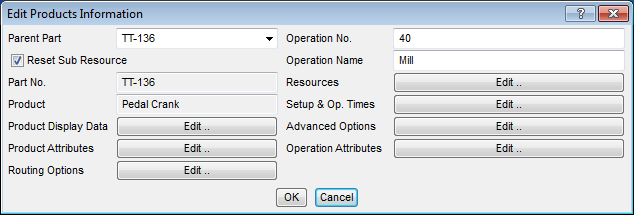 Edit Products Information
Parent Part TT-136 Operation No. 40
Reset Sub Resource Operation Name Mill
Part No. TT-136 Resources Edit ..
Product Pedal Crank Setup & Op. Times Edit ..
Product Display Data Edit .. Advanced Options Edit ..
Product Attributes Edit .. Operation Attributes Edit ..
Routing Options Edit ..
OK Cancel